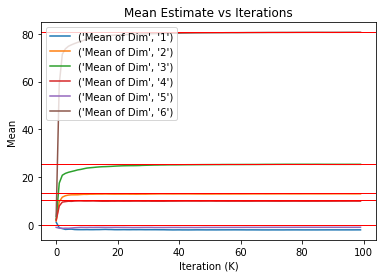 Mean Estimate vs Iterations
80
60
40
20
0
Mean
('Mean of Dim', '1')
('Mean of Dim', '2')
('Mean of Dim', '3')
('Mean of Dim', '4')
('Mean of Dim', '5')
('Mean of Dim', '6')
0 20 40 60 80 100
Iteration (K)